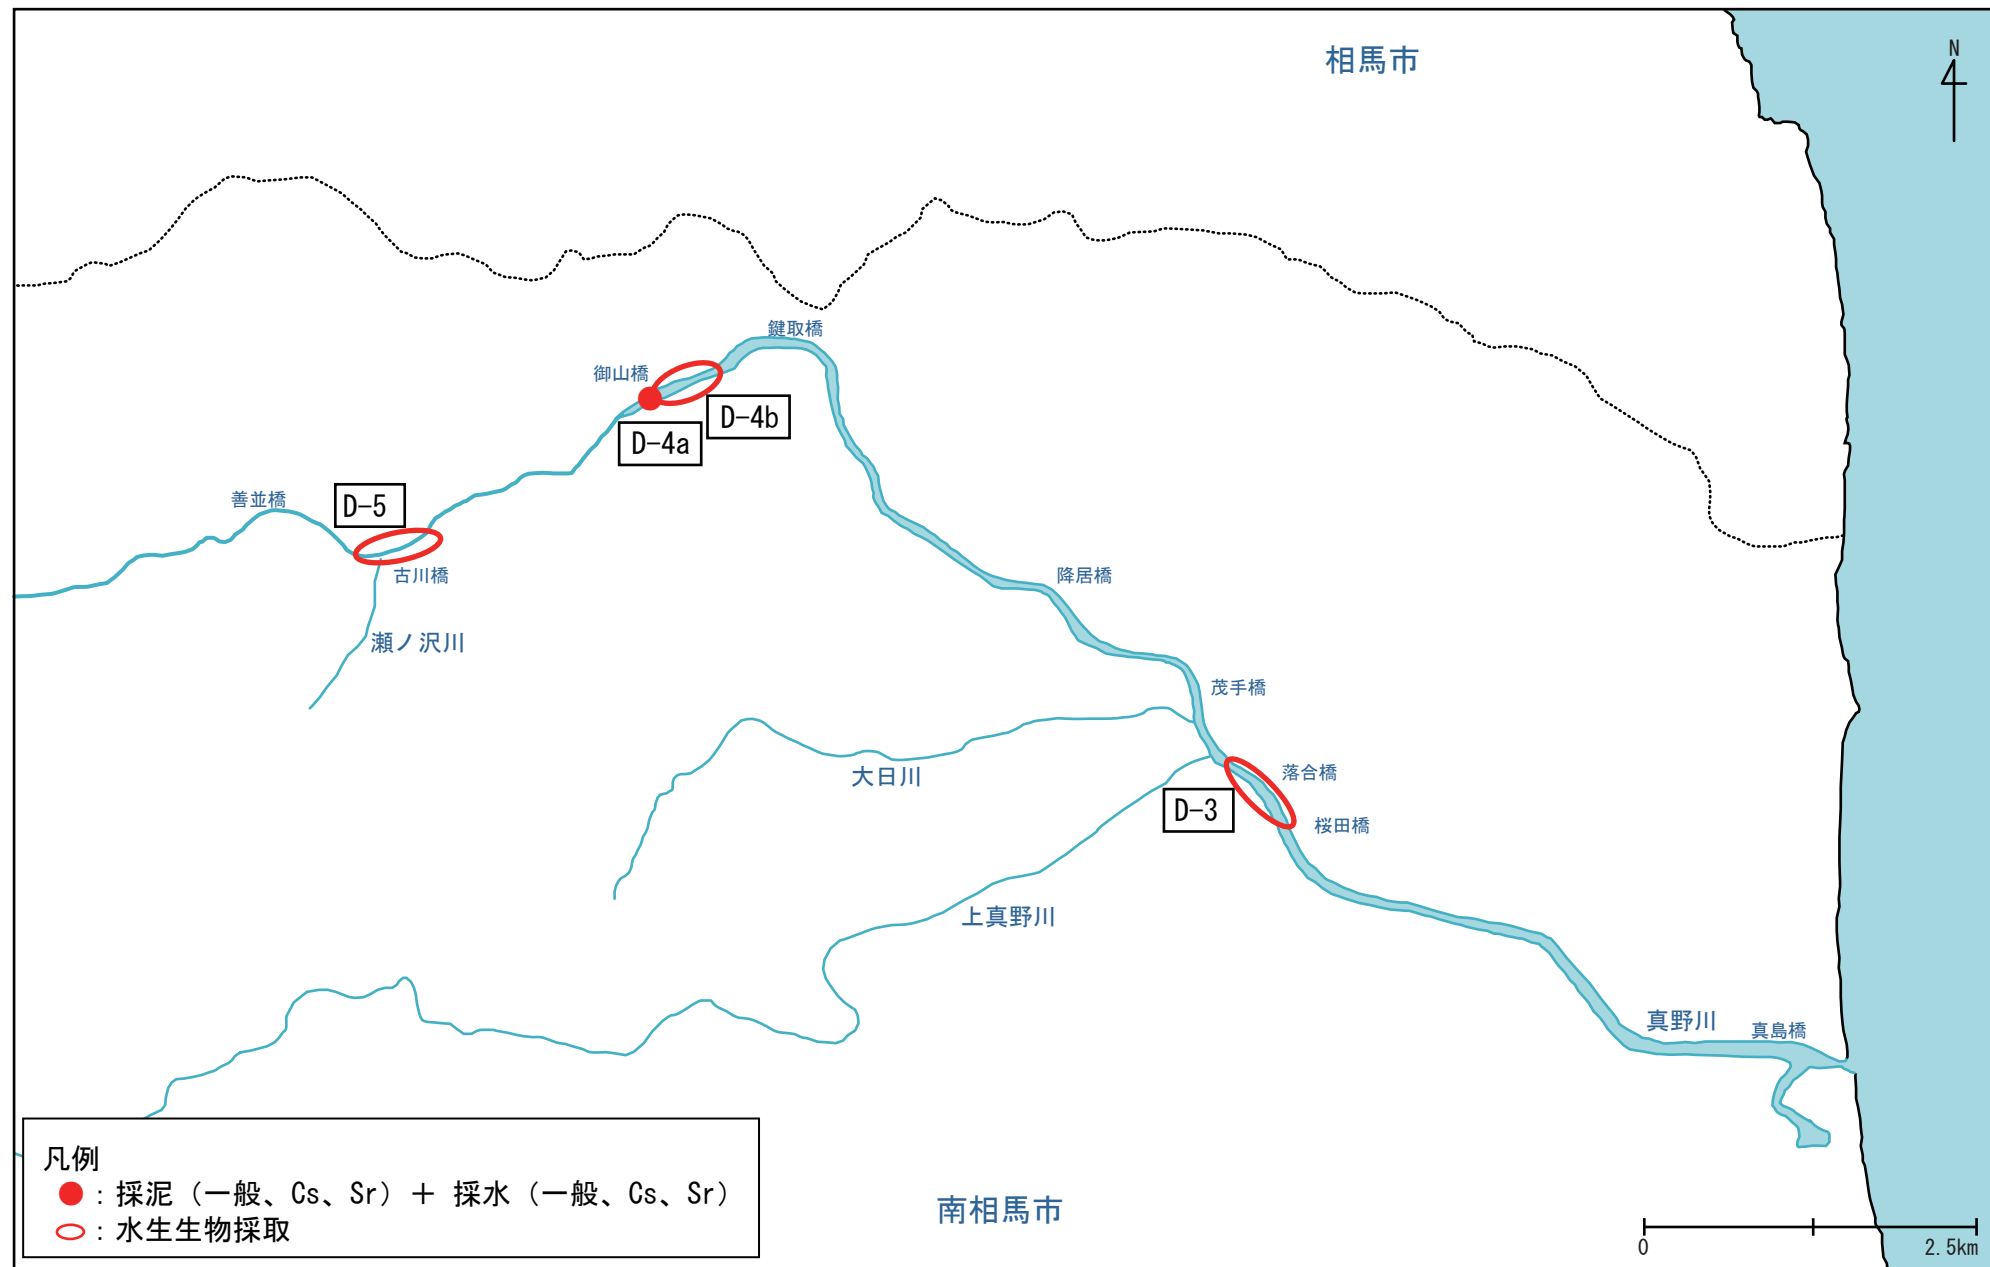 相馬市
N
鍵取橋
御山橋
D-4b
D-4a
善並橋
D-5
古川橋
降居橋
瀬ノ沢川
茂手橋
大日川
落合橋
D-3
桜田橋
上真野川
真野川
真島橋
凡例
：採泥（一般、Cs、Sr）＋ 採水（一般、Cs、Sr）
：水生生物採取
南相馬市
0
2.5km